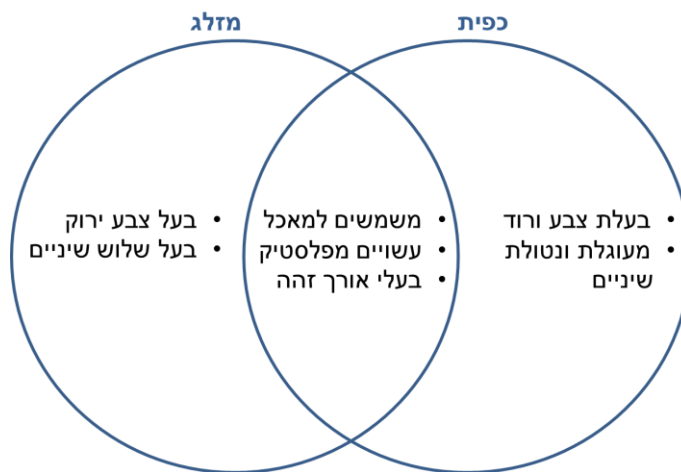 כפית
מזלג
• בעלת צבע ורוד
• מעוגלת ונטולת
שיניים
• משמשים למאכל
• עשויים מפלסטיק
• בעלי אורך זהה
• בעל צבע ירוק
• בעל שלוש שיניים